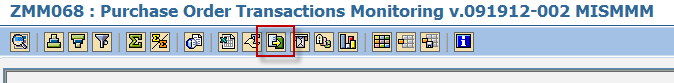 ZMM068 : Purchase Order Transactions Monitoring v.091912-002 MISMMM